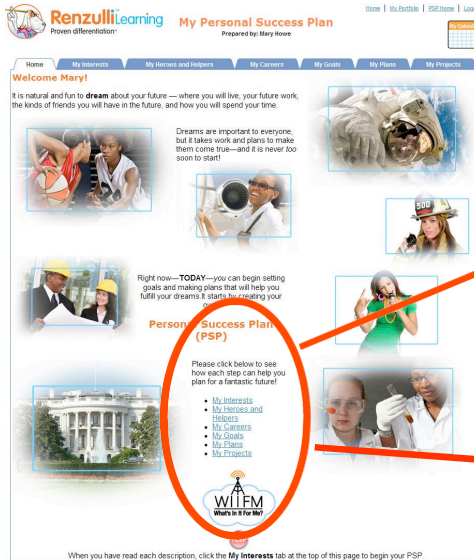 Home | My Portfolio | PSP Home |
RenzulliLearning
Proven differentiation™
My Personal Success Plan
Prepared by: Mary Howe
Home
My Interests
My Heroes and Helpers
My Careers
My Goals
My Plans
My Projects
Welcome Mary!
It is natural and fun to dream about your future — where you will live, your future work,
the kinds of friends you will have in the future, and how you will spend your time.
Dreams are important to everyone,
but it takes work and plans to make
them come true—and it is never too
soon to start!
500
Right now—TODAY—you can begin setting
goals and making plans that will help you
fulfill your dreams.It starts by creating your
Personal Success Plan
(PSP)
Please click below to see
how each step can help you
plan for a fantastic future!
• My Interests
• My Heroes and
Helpers
• My Careers
• My Goals
• My Plans
• My Projects
WIIFM
What's In It For Me?
When you have read each description, click the My Interests tab at the top of this page to begin your PSP.